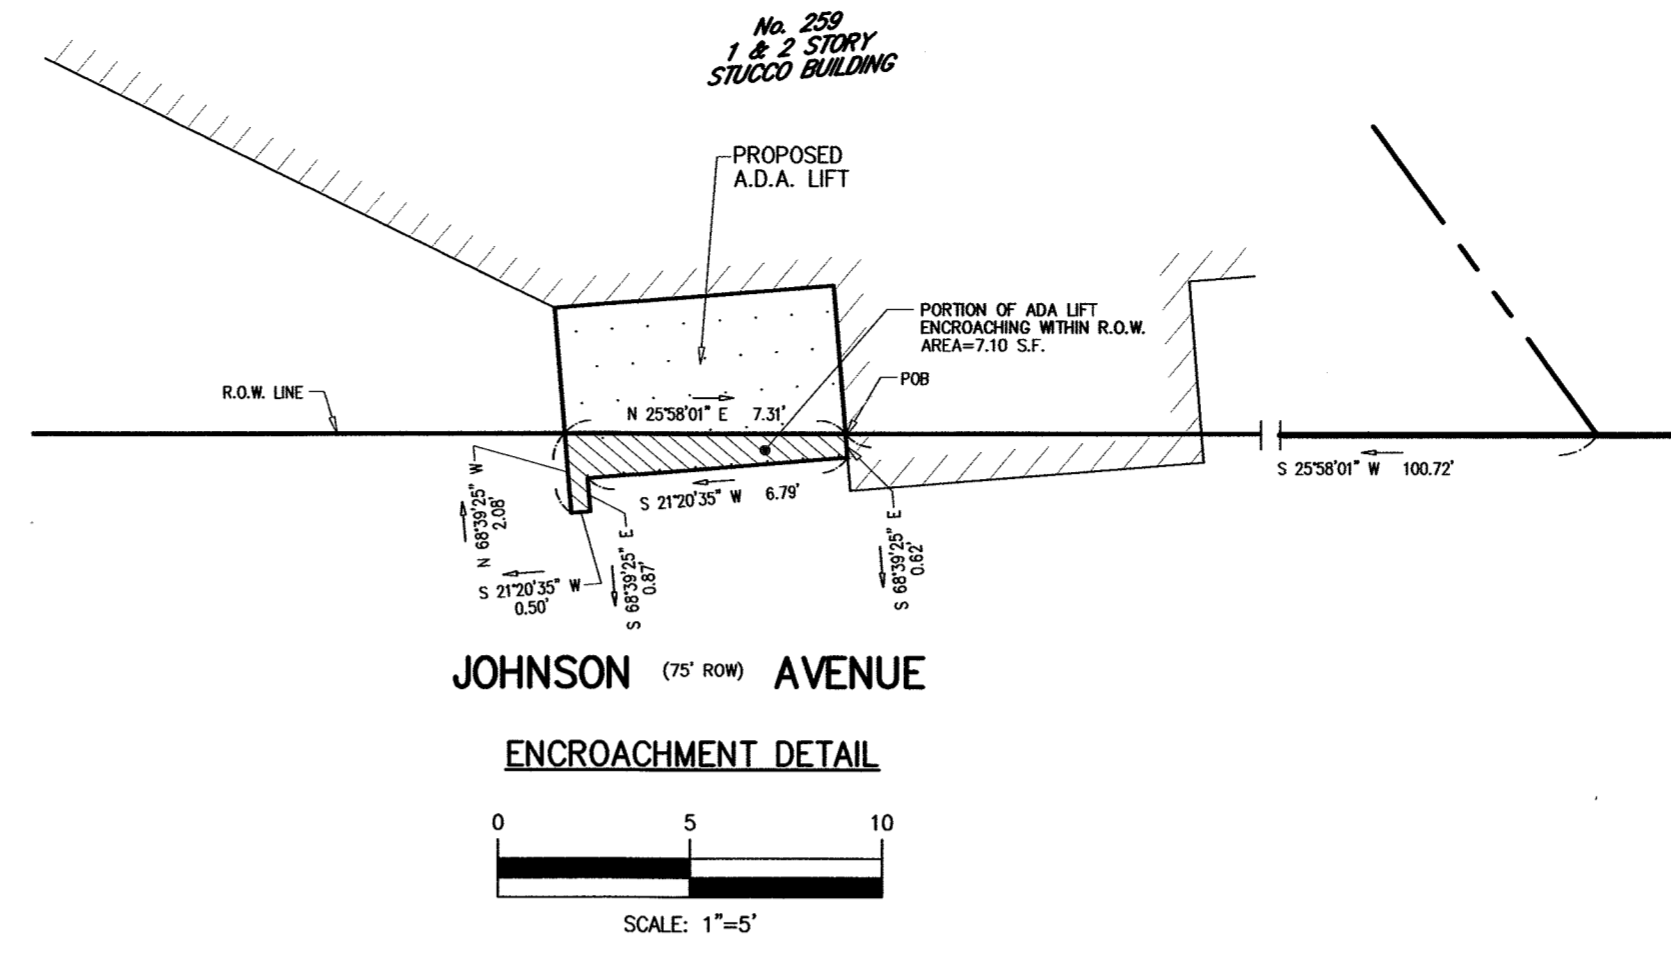 No. 259
1 & 2 STORY
STUCCO BUILDING
PROPOSED
A.D.A. LIFT
PORTION OF ADA LIFT
ENCROACHING WITHIN R.O.W.
AREA=7.10 S.F.
POB
R.O.W. LINE
N 25°58'01" E 7.31'
S 25°58'01" W 100.72'
S 21°20'35" W 6.79'
N 68°39'25" W
2.08'
S 21°20'35" W
0.50'
S 68°39'25" E
0.87'
S 68°39'25" E
0.62'
JOHNSON (75' ROW) AVENUE
ENCROACHMENT DETAIL
0 5 10
SCALE: 1"=5'